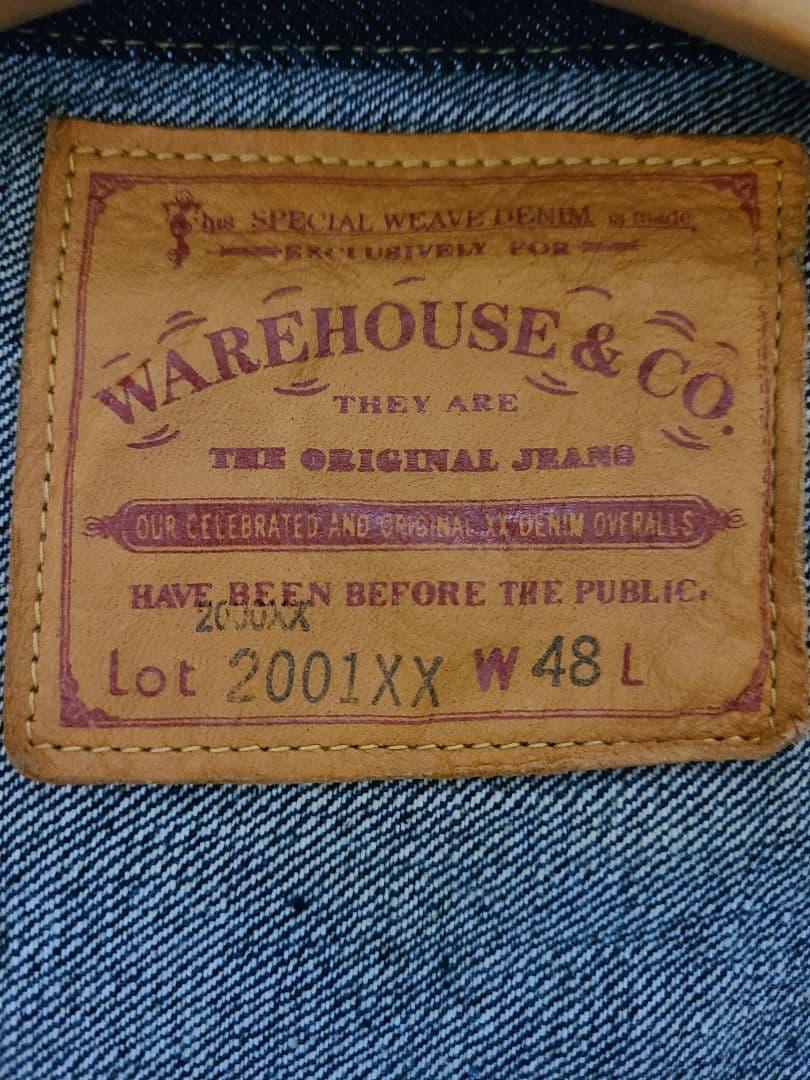 This SPECIAL WEAVE DENIM is made
EXCLUSIVELY FOR
WAREHOUSE & CO.
THEY ARE
THE ORIGINAL JEANS
OUR CELEBRATED AND ORIGINAL XX DENIM OVERALLS
HAVE BEEN BEFORE THE PUBLIC.
2000XX
Lot 2001XX W 48 L